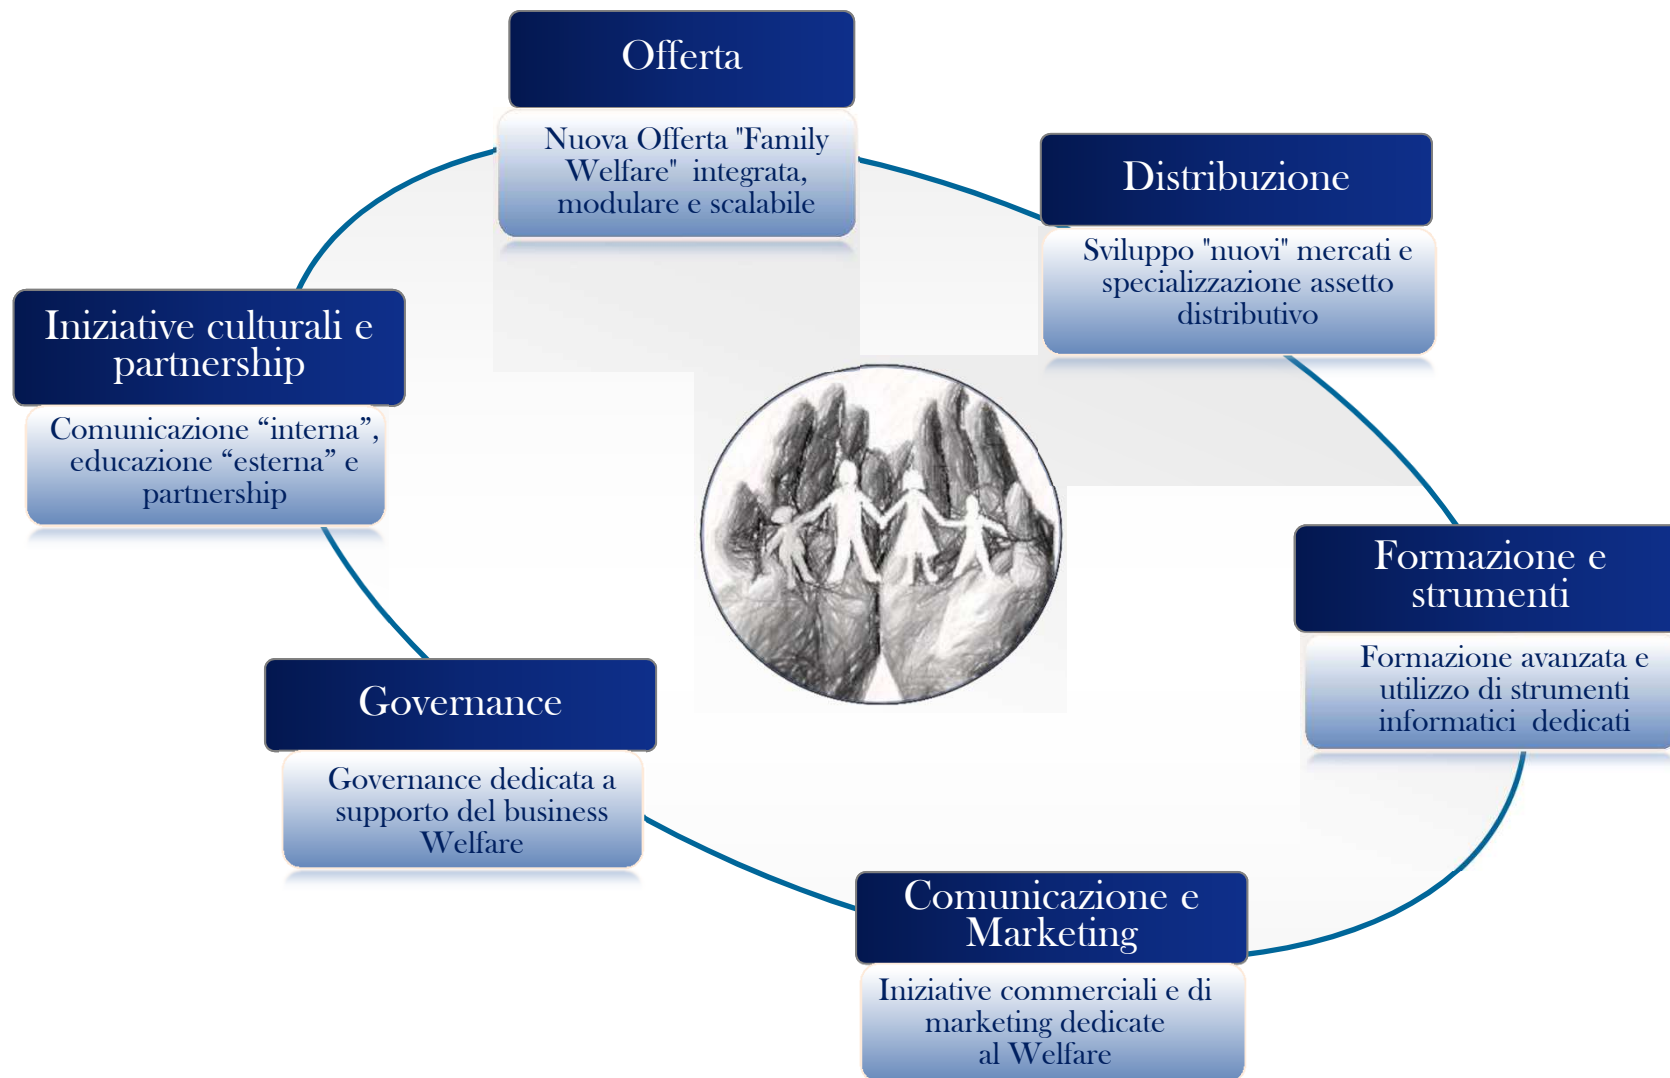 Offerta
Nuova Offerta "Family
Welfare" integrata,
modulare e scalabile
Distribuzione
Sviluppo "nuovi" mercati e
specializzazione assetto
distributivo
Formazione e
strumenti
Formazione avanzata e
utilizzo di strumenti
informatici dedicati
Comunicazione e
Marketing
Iniziative commerciali e di
marketing dedicate
al Welfare
Governance
Governance dedicata a
supporto del business
Welfare
Iniziative culturali e
partnership
Comunicazione “interna”,
educazione “esterna” e
partnership